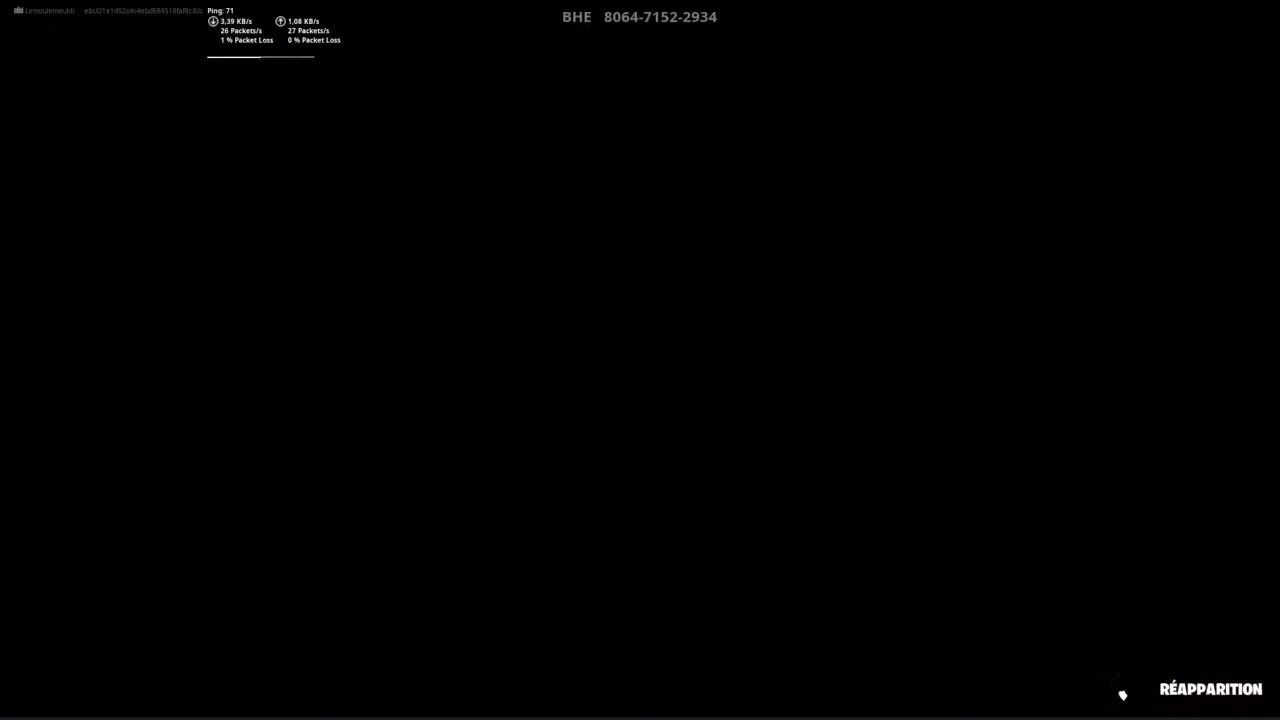 Ping: 71
3,39 KB/s 1,08 KB/s
26 Packets/s 27 Packets/s
1 % Packet Loss 0 % Packet Loss
BHE 8064-7152-2934
RÉAPPARITION